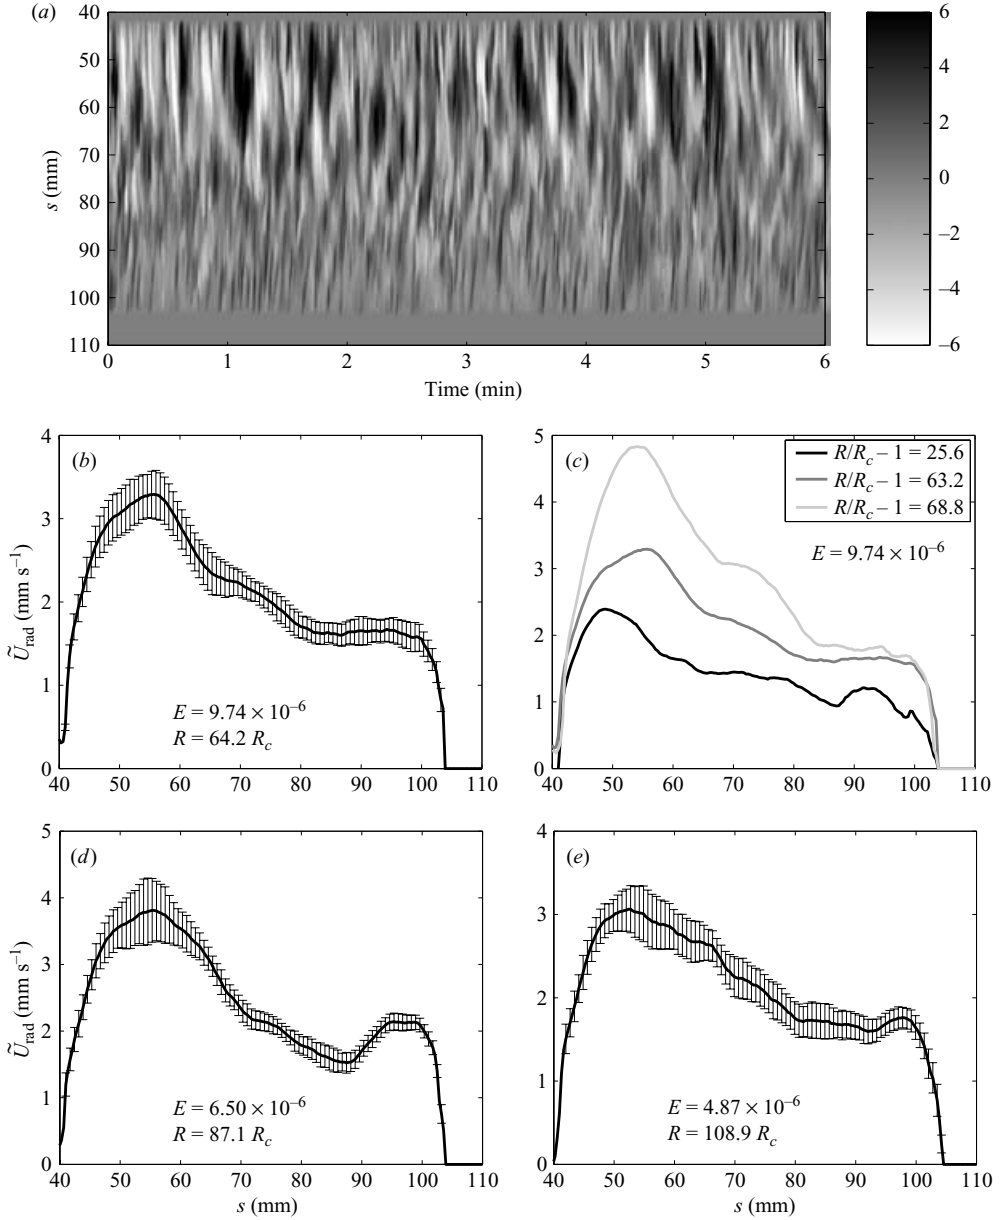 (a)
40
50
60
70
80
90
100
110
s (mm)
0 1 2 3 4 5 6
Time (min)
6
4
2
0
–2
–4
–6
(b)
4
3
2
1
0
Ũrad (mm s⁻¹)
E = 9.74 × 10⁻⁶
R = 64.2 Rc
40 50 60 70 80 90 100 110
(c)
5
4
3
2
1
0
R/Rc – 1 = 25.6
R/Rc – 1 = 63.2
R/Rc – 1 = 68.8
E = 9.74 × 10⁻⁶
40 50 60 70 80 90 100 110
(d)
5
4
3
2
1
0
Ũrad (mm s⁻¹)
E = 6.50 × 10⁻⁶
R = 87.1 Rc
40 50 60 70 80 90 100 110
s (mm)
(e)
4
3
2
1
0
E = 4.87 × 10⁻⁶
R = 108.9 Rc
40 50 60 70 80 90 100 110
s (mm)